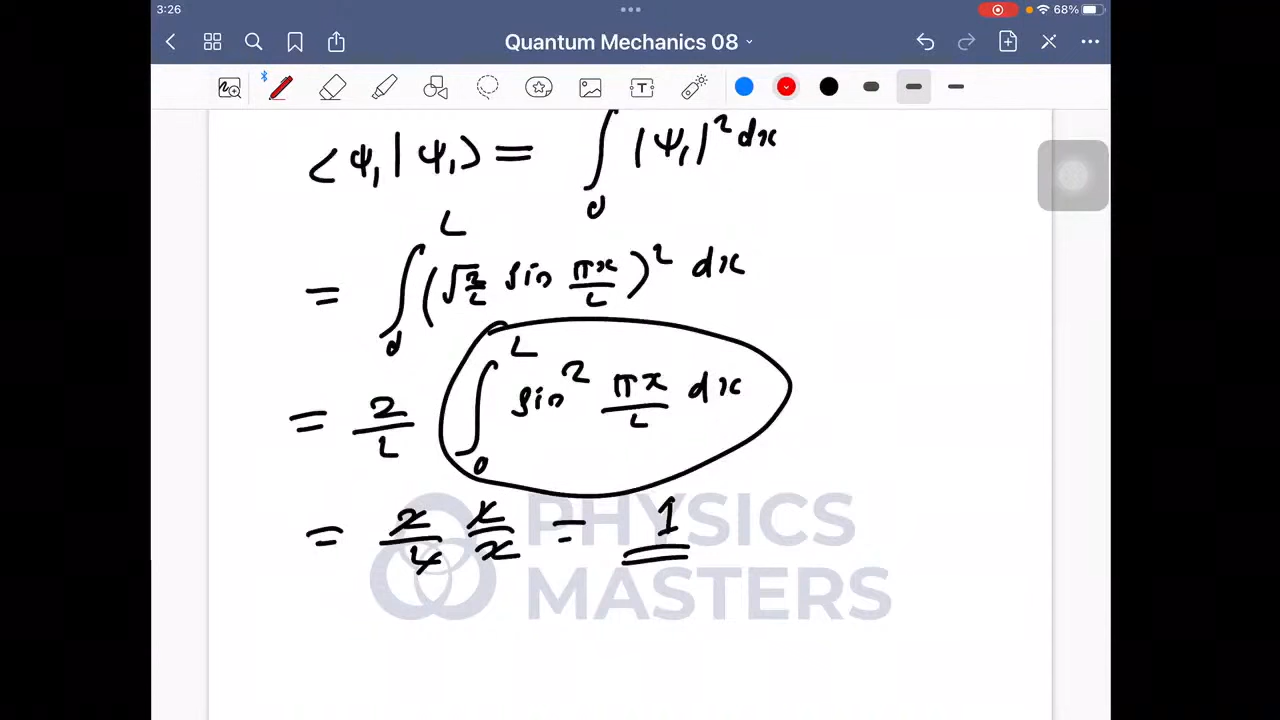 3:26
68%
Quantum Mechanics 08
T
⟨ψ₁|ψ₁⟩ = ∫₀ |ψ₁|² dx
= ∫₀ᴸ (√(2/L) sin πx/L)² dx
= 2/L ∫₀ᴸ sin² πx/L dx
= 2/L L/2 = 1
PHYSICS
MASTERS